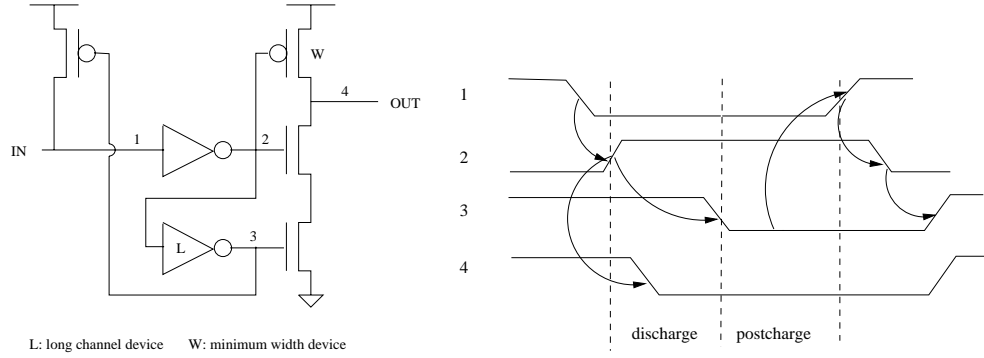 W
4
OUT
IN
1
2
L
3
L: long channel device W: minimum width device
1
2
3
4
discharge
postcharge